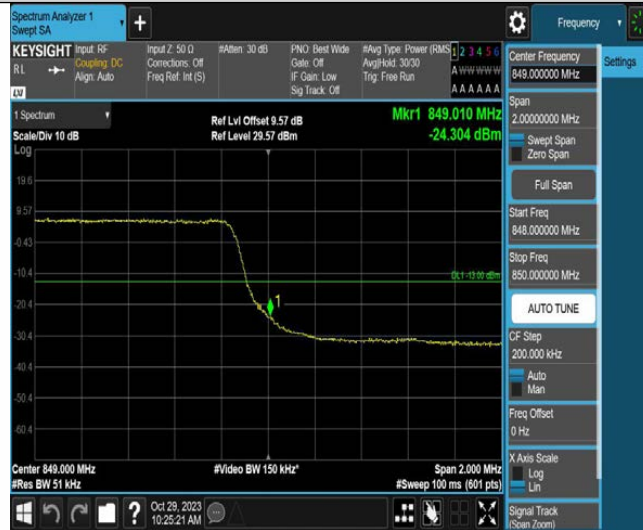 Spectrum Analyzer 1
Swept SA
+
Frequency
KEYSIGHT
RL
LXI
Input: RF
Coupling: DC
Align: Auto
Input Z: 50 Ω
Corrections: Off
Freq Ref: Int (S)
#Atten: 30 dB
PNO: Best Wide
Gate: Off
IF Gain: Low
Sig Track: Off
#Avg Type: Power (RMS
Avg|Hold: 30/30
Trig: Free Run
1 2 3 4 5 6
A W W W W W
A A A A A A
1 Spectrum
Scale/Div 10 dB
Log
Ref Lvl Offset 9.57 dB
Ref Level 29.57 dBm
Mkr1 849.010 MHz
-24.304 dBm
19.6
9.57
-0.43
-10.4
-20.4
-30.4
-40.4
-50.4
-60.4
DL1 -13.00 dBm
1
Center 849.000 MHz
#Res BW 51 kHz
#Video BW 150 kHz*
Span 2.000 MHz
#Sweep 100 ms (601 pts)
Center Frequency
849.000000 MHz
Span
2.00000000 MHz
Swept Span
Zero Span
Full Span
Start Freq
848.000000 MHz
Stop Freq
850.000000 MHz
AUTO TUNE
CF Step
200.000 kHz
Auto
Man
Freq Offset
0 Hz
X Axis Scale
Log
Lin
Signal Track
(Span Zoom)
Settings
?
Oct 29, 2023
10:25:21 AM